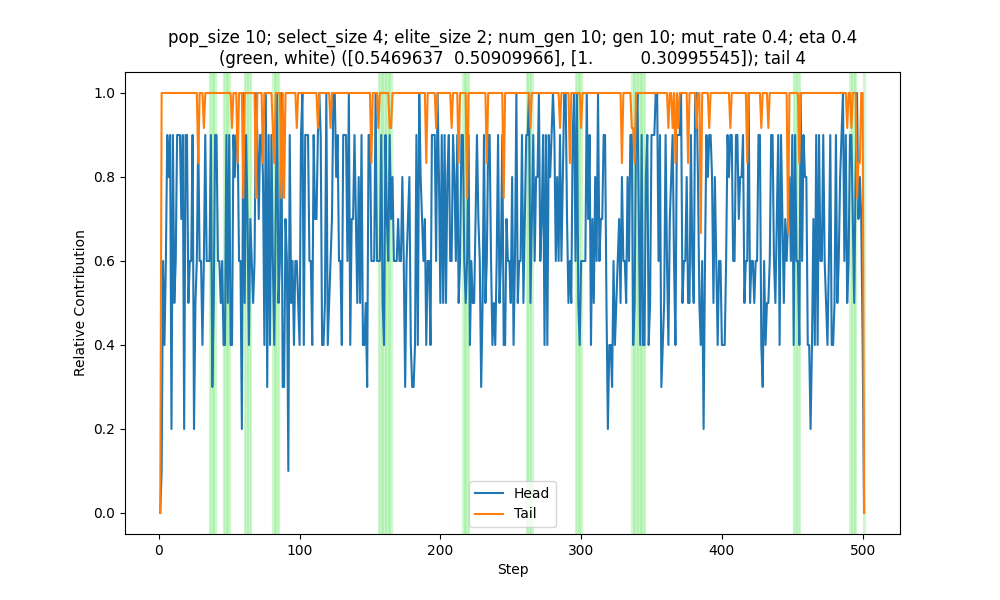 pop_size 10; select_size 4; elite_size 2; num_gen 10; gen 10; mut_rate 0.4; eta 0.4
(green, white) ([0.5469637  0.50909966], [1.         0.30995545]); tail 4
Relative Contribution
1.0
0.8
0.6
0.4
0.2
0.0
Head
Tail
0
100
200
300
400
500
Step